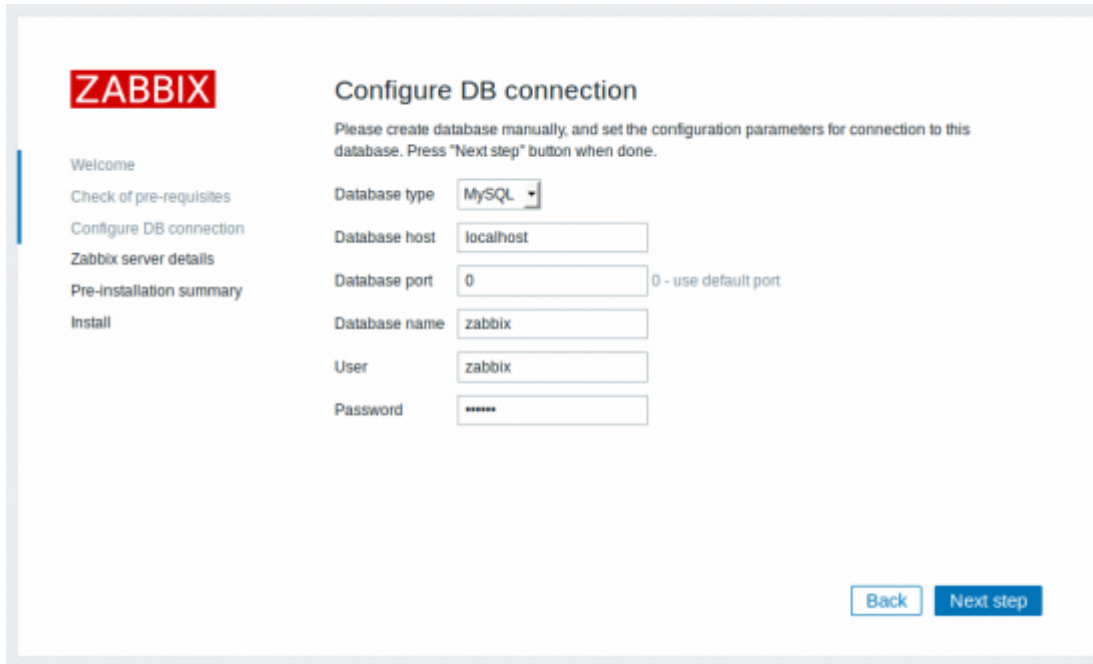 ZABBIX
Welcome
Check of pre-requisites
Configure DB connection
Zabbix server details
Pre-installation summary
Install
Configure DB connection
Please create database manually, and set the configuration parameters for connection to this
database. Press "Next step" button when done.
Database type MySQL
Database host localhost
Database port 0 0 - use default port
Database name zabbix
User zabbix
Password ••••••
Back Next step